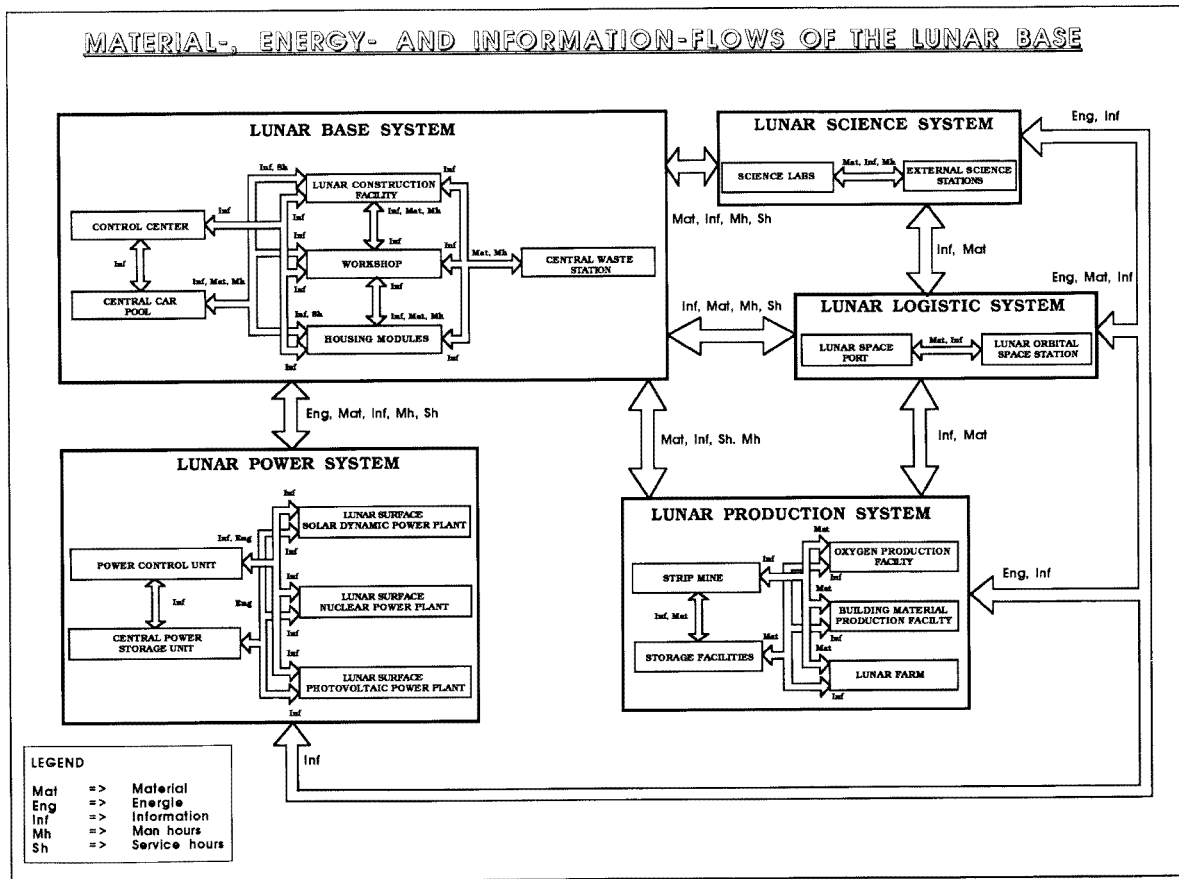 MATERIAL-, ENERGY- AND INFORMATION-FLOWS OF THE LUNAR BASE
LUNAR BASE SYSTEM
Inf, Sh
Inf
LUNAR CONSTRUCTION
FACILITY
Inf
Inf
Inf, Mat, Mh
CONTROL CENTER
Inf
Inf
Inf
WORKSHOP
Mat, Mh
CENTRAL WASTE
STATION
Inf
Inf, Mat, Mh
Inf
Inf
CENTRAL CAR
POOL
Inf, Sh
Inf, Mat, Mh
HOUSING MODULES
Inf
Inf
LUNAR SCIENCE SYSTEM
SCIENCE LABS
Mat, Inf, Mh
EXTERNAL SCIENCE
STATIONS
Eng, Inf
Mat, Inf, Mh, Sh
Inf, Mat
Eng, Mat, Inf
Inf, Mat, Mh, Sh
LUNAR LOGISTIC SYSTEM
LUNAR SPACE
PORT
Mat, Inf
LUNAR ORBITAL
SPACE STATION
Eng, Mat, Inf, Mh, Sh
Mat, Inf, Sh. Mh
Inf, Mat
LUNAR POWER SYSTEM
Inf
LUNAR SURFACE
SOLAR DYNAMIC POWER PLANT
Inf, Eng
Inf
POWER CONTROL UNIT
Inf
LUNAR SURFACE
NUCLEAR POWER PLANT
Inf
Eng
Inf
CENTRAL POWER
STORAGE UNIT
Inf
LUNAR SURFACE
PHOTOVOLTAIC POWER PLANT
Inf
LUNAR PRODUCTION SYSTEM
Mat
OXYGEN PRODUCTION
FACILTY
Inf
STRIP MINE
Inf
Mat
BUILDING MATERIAL
PRODUCTION FACILTY
Inf, Mat
Inf
Mat
Mat
STORAGE FACILITIES
LUNAR FARM
Inf
Eng, Inf
Inf
LEGEND
Mat => Material
Eng => Energie
Inf => Information
Mh => Man hours
Sh => Service hours